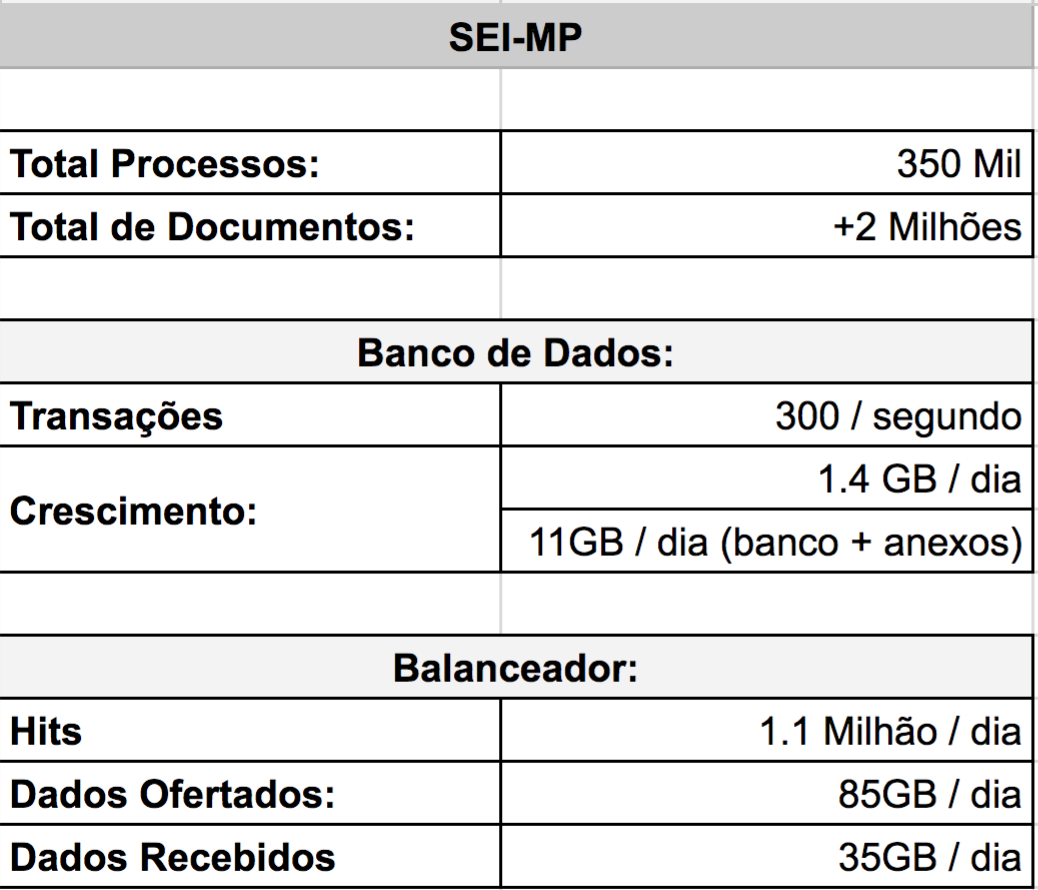 SEI-MP
Total Processos: 350 Mil
Total de Documentos: +2 Milhões
Banco de Dados:
Transações 300 / segundo
Crescimento: 1.4 GB / dia
11GB / dia (banco + anexos)
Balanceador:
Hits 1.1 Milhão / dia
Dados Ofertados: 85GB / dia
Dados Recebidos 35GB / dia